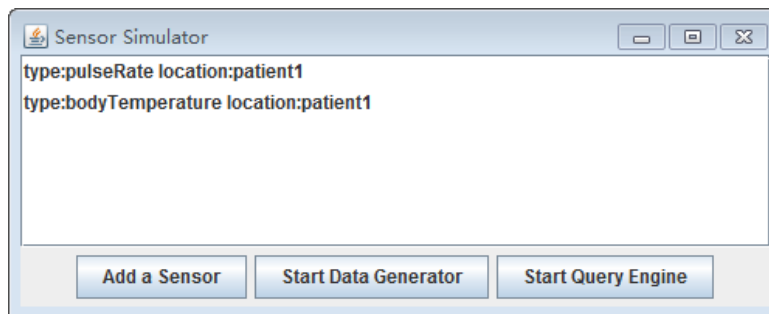 Sensor Simulator
type:pulseRate location:patient1
type:bodyTemperature location:patient1
Add a Sensor Start Data Generator Start Query Engine